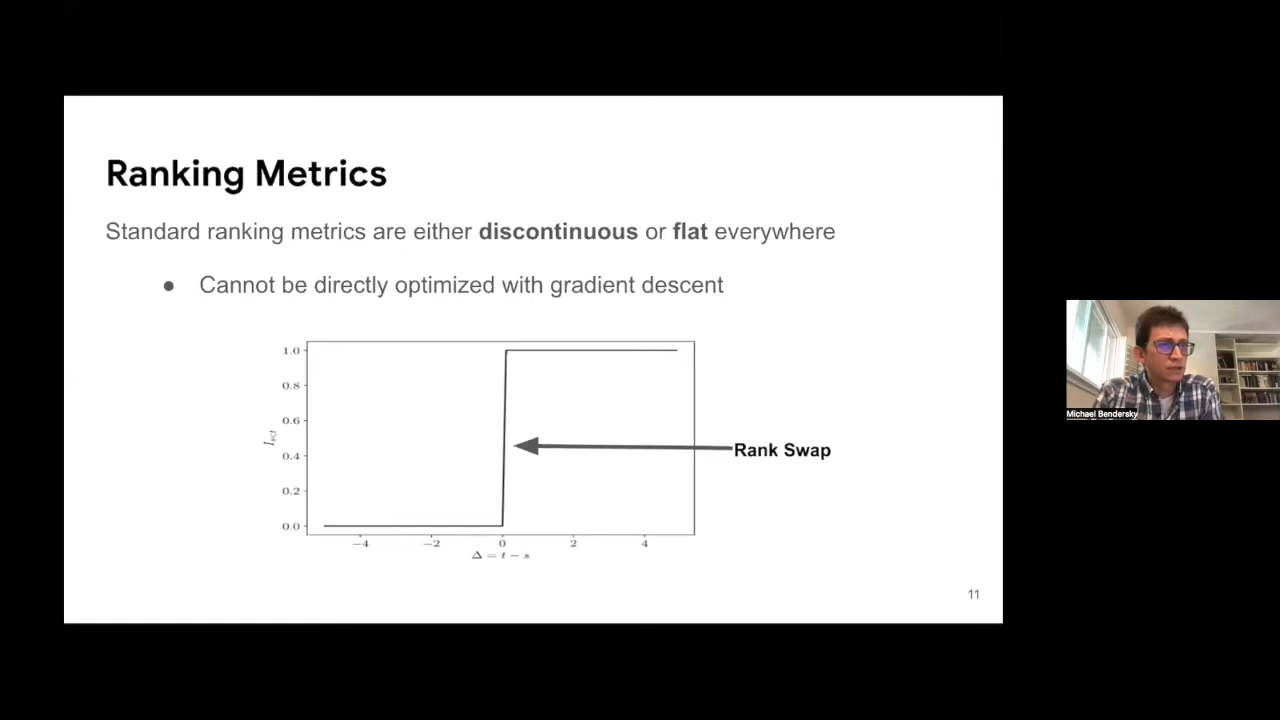 Ranking Metrics
Standard ranking metrics are either discontinuous or flat everywhere
● Cannot be directly optimized with gradient descent
1.0
0.8
0.6
0.4
0.2
0.0
I_{s<t}
−4 −2 0 2 4
Δ = t − s
Rank Swap
11
Michael Bendersky